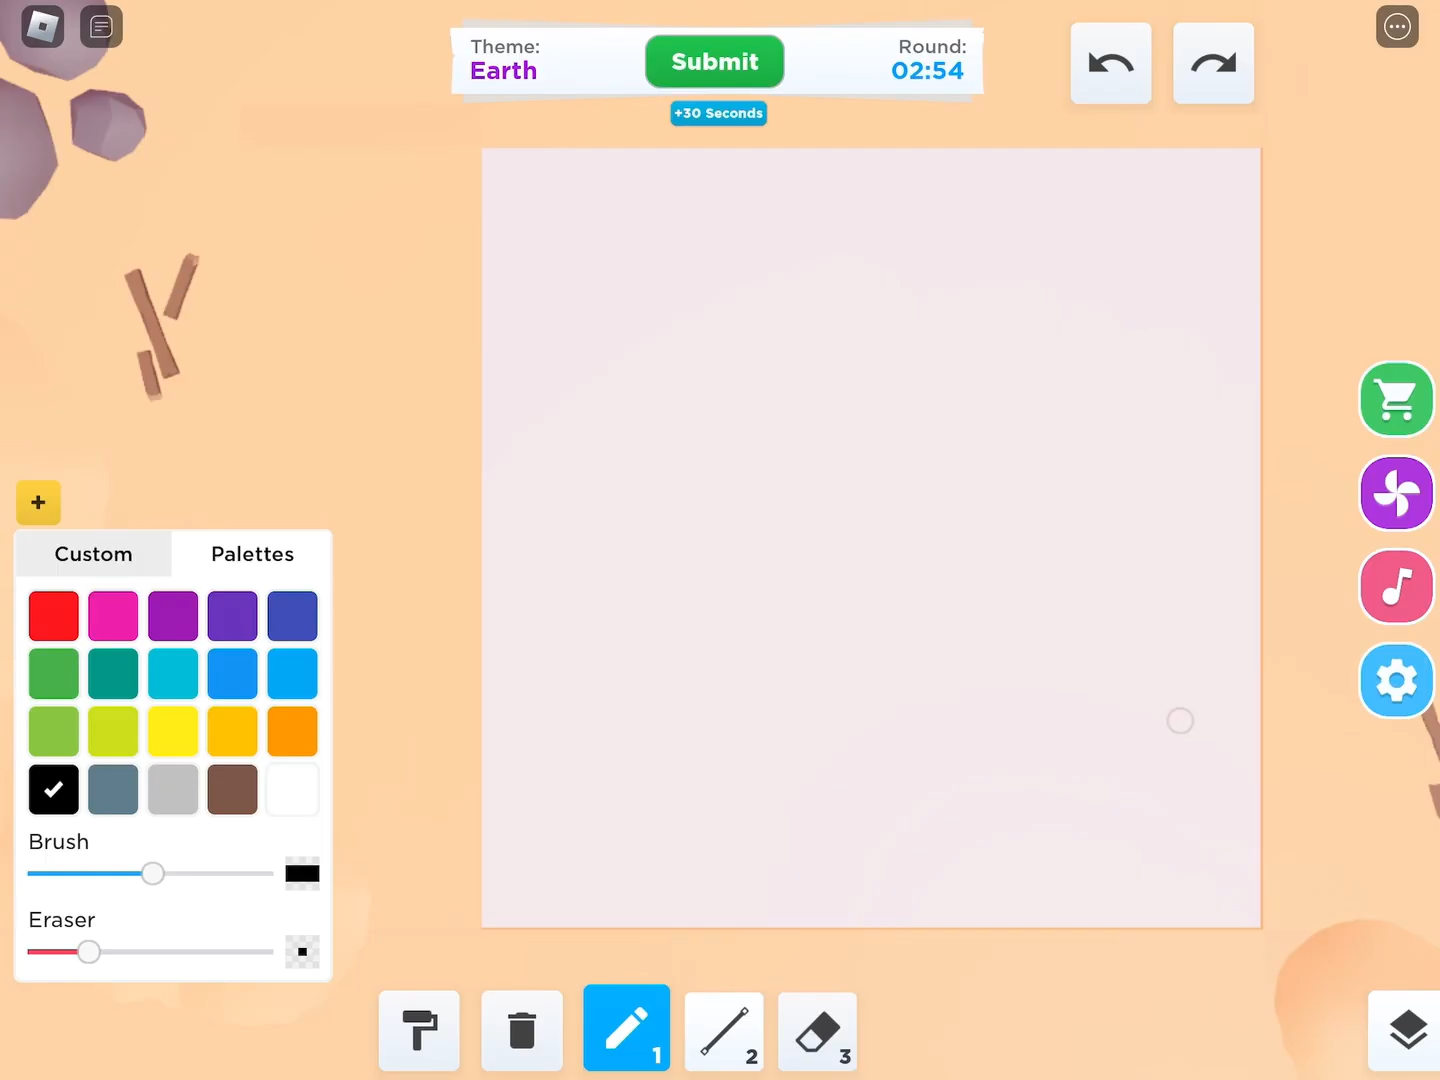 Theme:
Earth
Submit
Round:
02:54
+30 Seconds
+
Custom
Palettes
Brush
Eraser
1
2
3